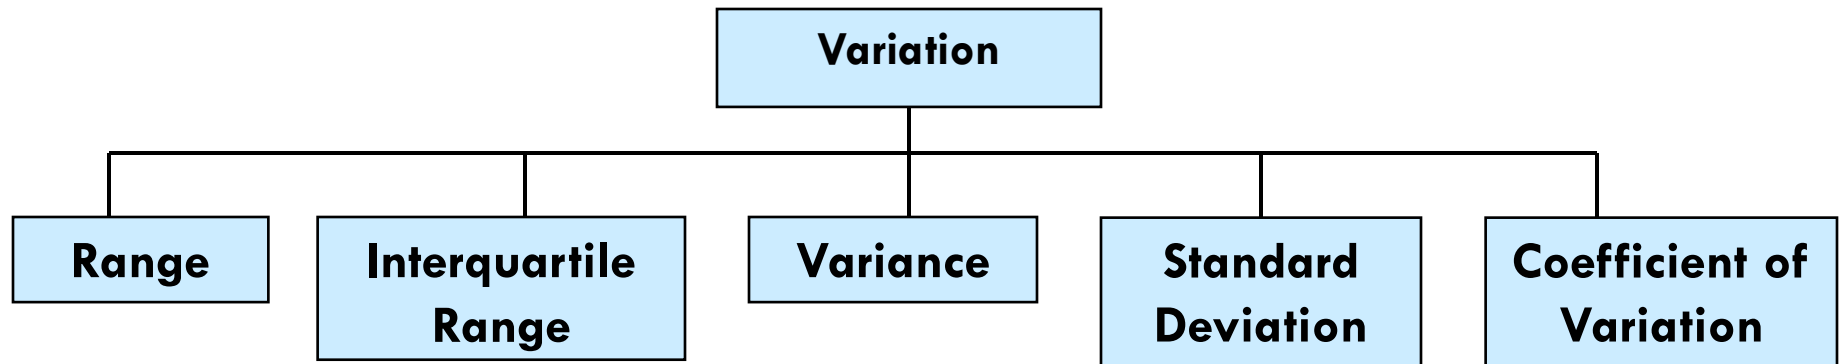 Variation
Range
Interquartile
Range
Variance
Standard
Deviation
Coefficient of
Variation